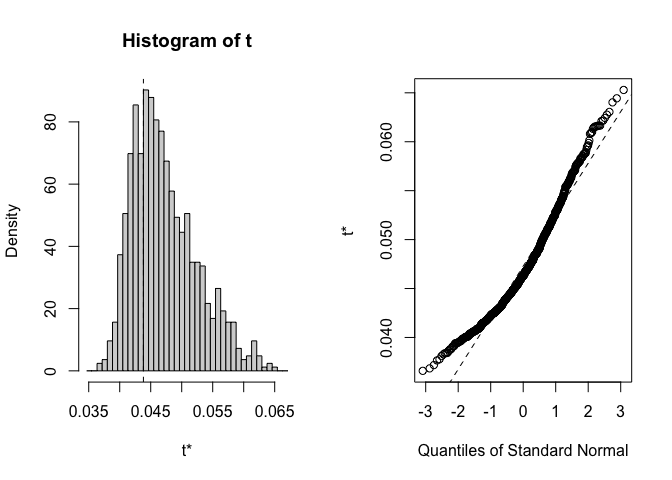 Histogram of t
Density
0 20 40 60 80
0.035 0.045 0.055 0.065
t*
t*
0.040 0.050 0.060
-3 -2 -1 0 1 2 3
Quantiles of Standard Normal